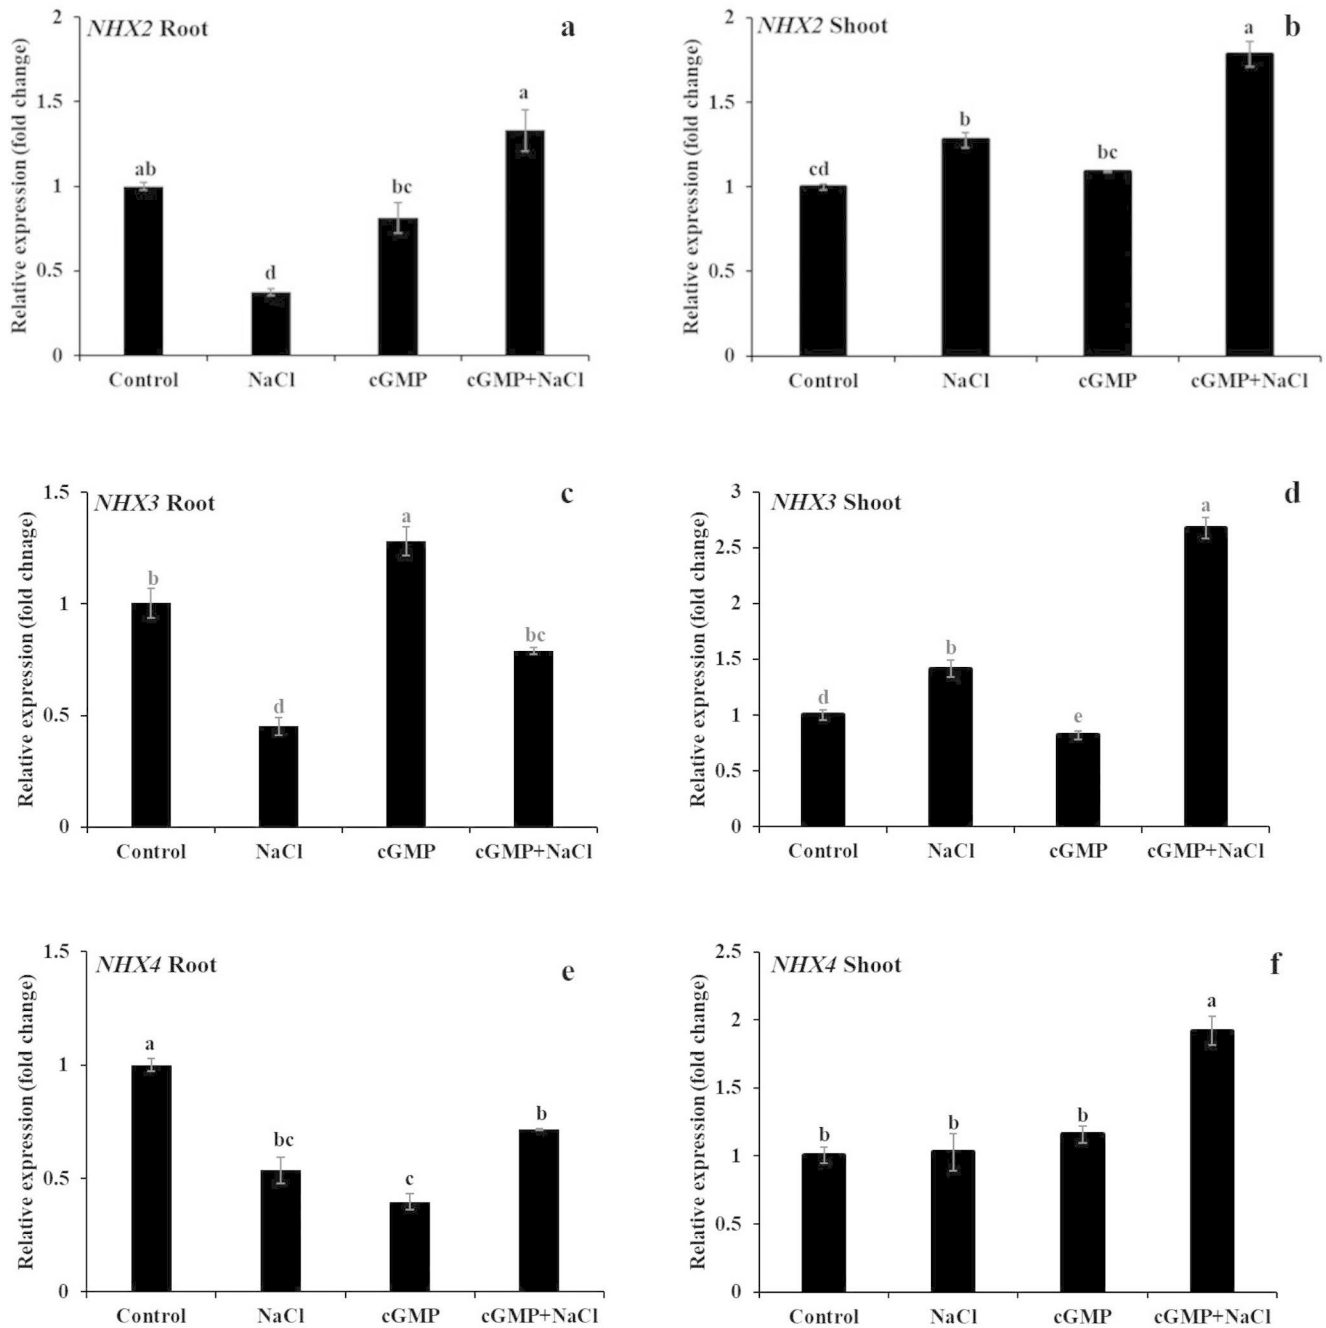 NHX2 Root
a
Relative expression (fold change)
2
1.5
1
0.5
0
ab
d
bc
a
Control NaCl cGMP cGMP+NaCl
NHX2 Shoot
b
Relative expression (fold change)
2
1.5
1
0.5
0
cd
b
bc
a
Control NaCl cGMP cGMP+NaCl
NHX3 Root
c
Relative expression (fold chnage)
1.5
1
0.5
0
b
d
a
bc
Control NaCl cGMP cGMP+NaCl
NHX3 Shoot
d
Relative expression (fold change)
3
2.5
2
1.5
1
0.5
0
d
b
e
a
Control NaCl cGMP cGMP+NaCl
NHX4 Root
e
Relative expression (fold change)
1.5
1
0.5
0
a
bc
c
b
Control NaCl cGMP cGMP+NaCl
NHX4 Shoot
f
Relative expression (fold change)
2.5
2
1.5
1
0.5
0
b
b
b
a
Control NaCl cGMP cGMP+NaCl